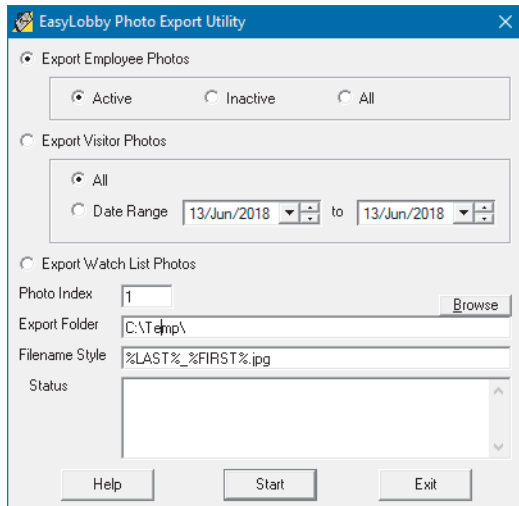 EasyLobby Photo Export Utility
Export Employee Photos
Active Inactive All
Export Visitor Photos
All
Date Range 13/Jun/2018 to 13/Jun/2018
Export Watch List Photos
Photo Index 1
Browse
Export Folder C:\Temp\
Filename Style %LAST%_%FIRST%.jpg
Status
Help Start Exit